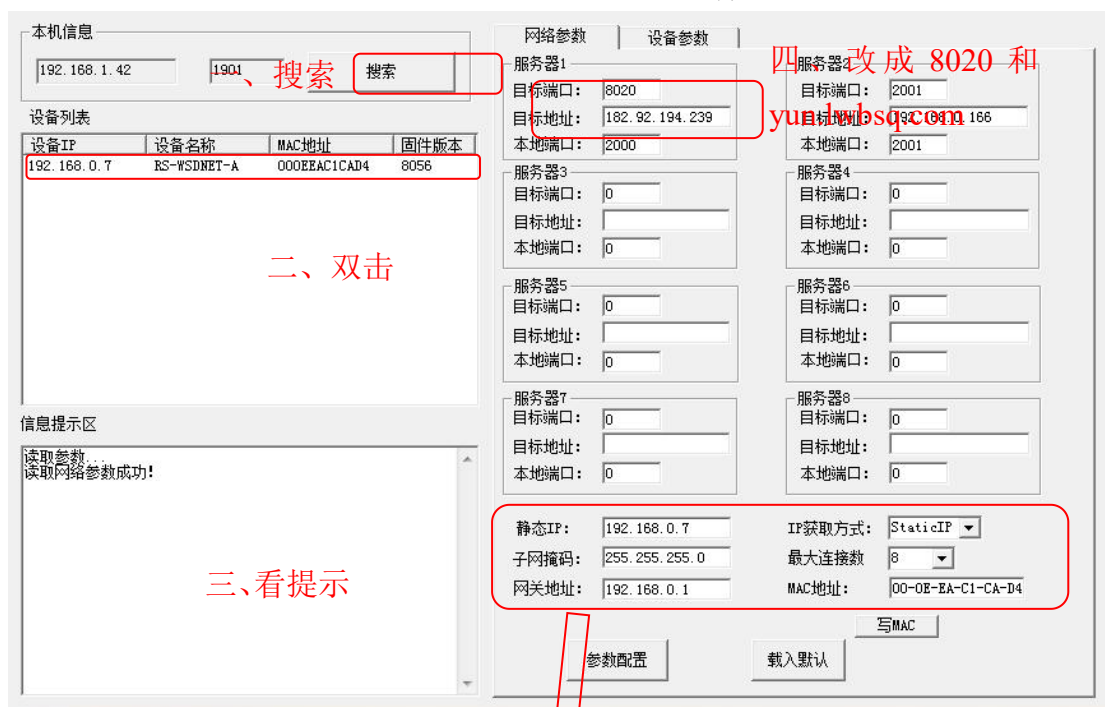 本机信息
192.168.1.42
1901
搜索
一、搜索
设备列表
设备IP 设备名称 MAC地址 固件版本
192.168.0.7 RS-WSDNET-A 000EEAC1CAD4 8056
二、双击
信息提示区
读取参数...
读取网络参数成功!
三、看提示
网络参数 设备参数
服务器1
目标端口: 8020
目标地址: 182.92.194.239
本地端口: 2000
服务器2
目标端口: 2001
目标地址: 192.168.0.166
本地端口: 2001
四、改成 8020 和
yun.lwbsq.com
服务器3
目标端口: 0
目标地址:
本地端口: 0
服务器4
目标端口: 0
目标地址:
本地端口: 0
服务器5
目标端口: 0
目标地址:
本地端口: 0
服务器6
目标端口: 0
目标地址:
本地端口: 0
服务器7
目标端口: 0
目标地址:
本地端口: 0
服务器8
目标端口: 0
目标地址:
本地端口: 0
静态IP: 192.168.0.7 IP获取方式: StaticIP
子网掩码: 255.255.255.0 最大连接数 8
网关地址: 192.168.0.1 MAC地址: 00-0E-EA-C1-CA-D4
写MAC
参数配置 载入默认